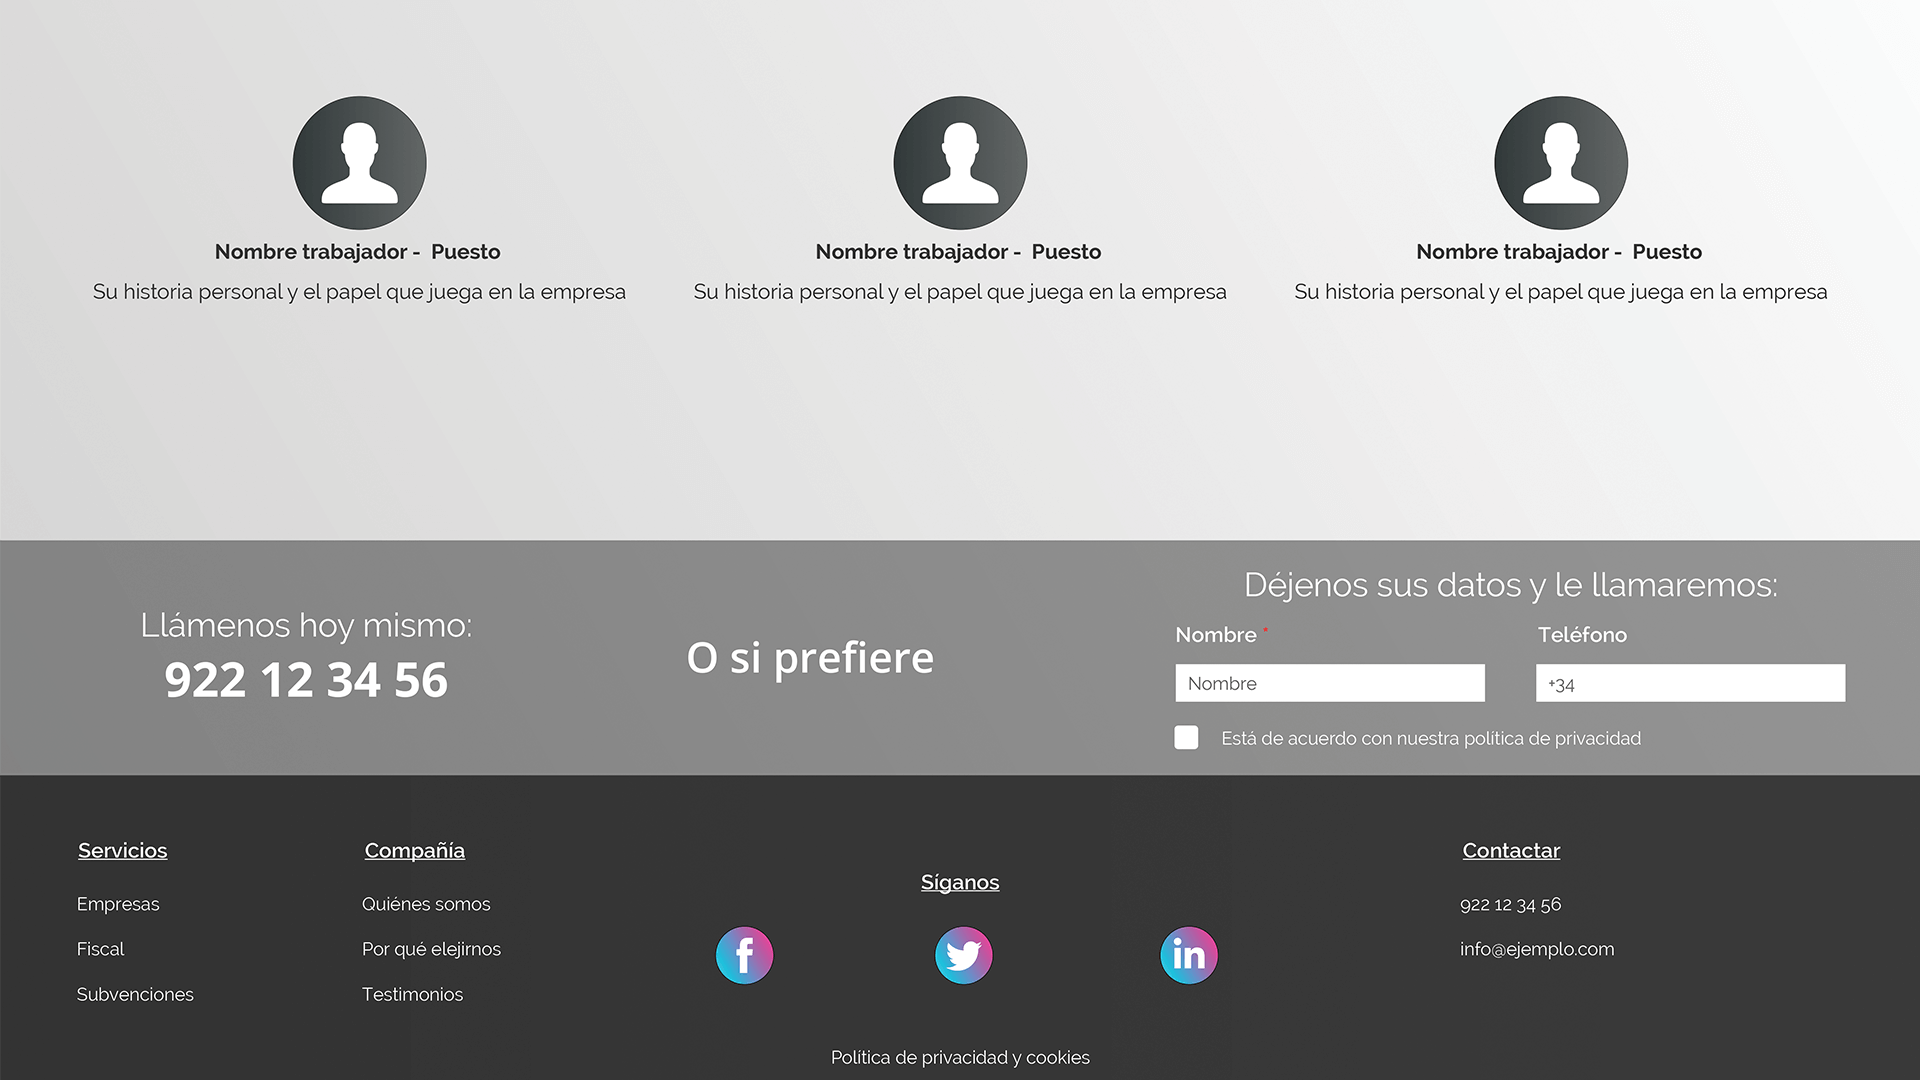 Nombre trabajador -  Puesto
Su historia personal y el papel que juega en la empresa
Nombre trabajador -  Puesto
Su historia personal y el papel que juega en la empresa
Nombre trabajador -  Puesto
Su historia personal y el papel que juega en la empresa
Llámenos hoy mismo:
922 12 34 56
O si prefiere
Déjenos sus datos y le llamaremos:
Nombre *
Teléfono
Nombre
+34
Está de acuerdo con nuestra política de privacidad
Servicios
Empresas
Fiscal
Subvenciones
Compañía
Quiénes somos
Por qué elejirnos
Testimonios
Síganos
f
in
Contactar
922 12 34 56
info@ejemplo.com
Política de privacidad y cookies